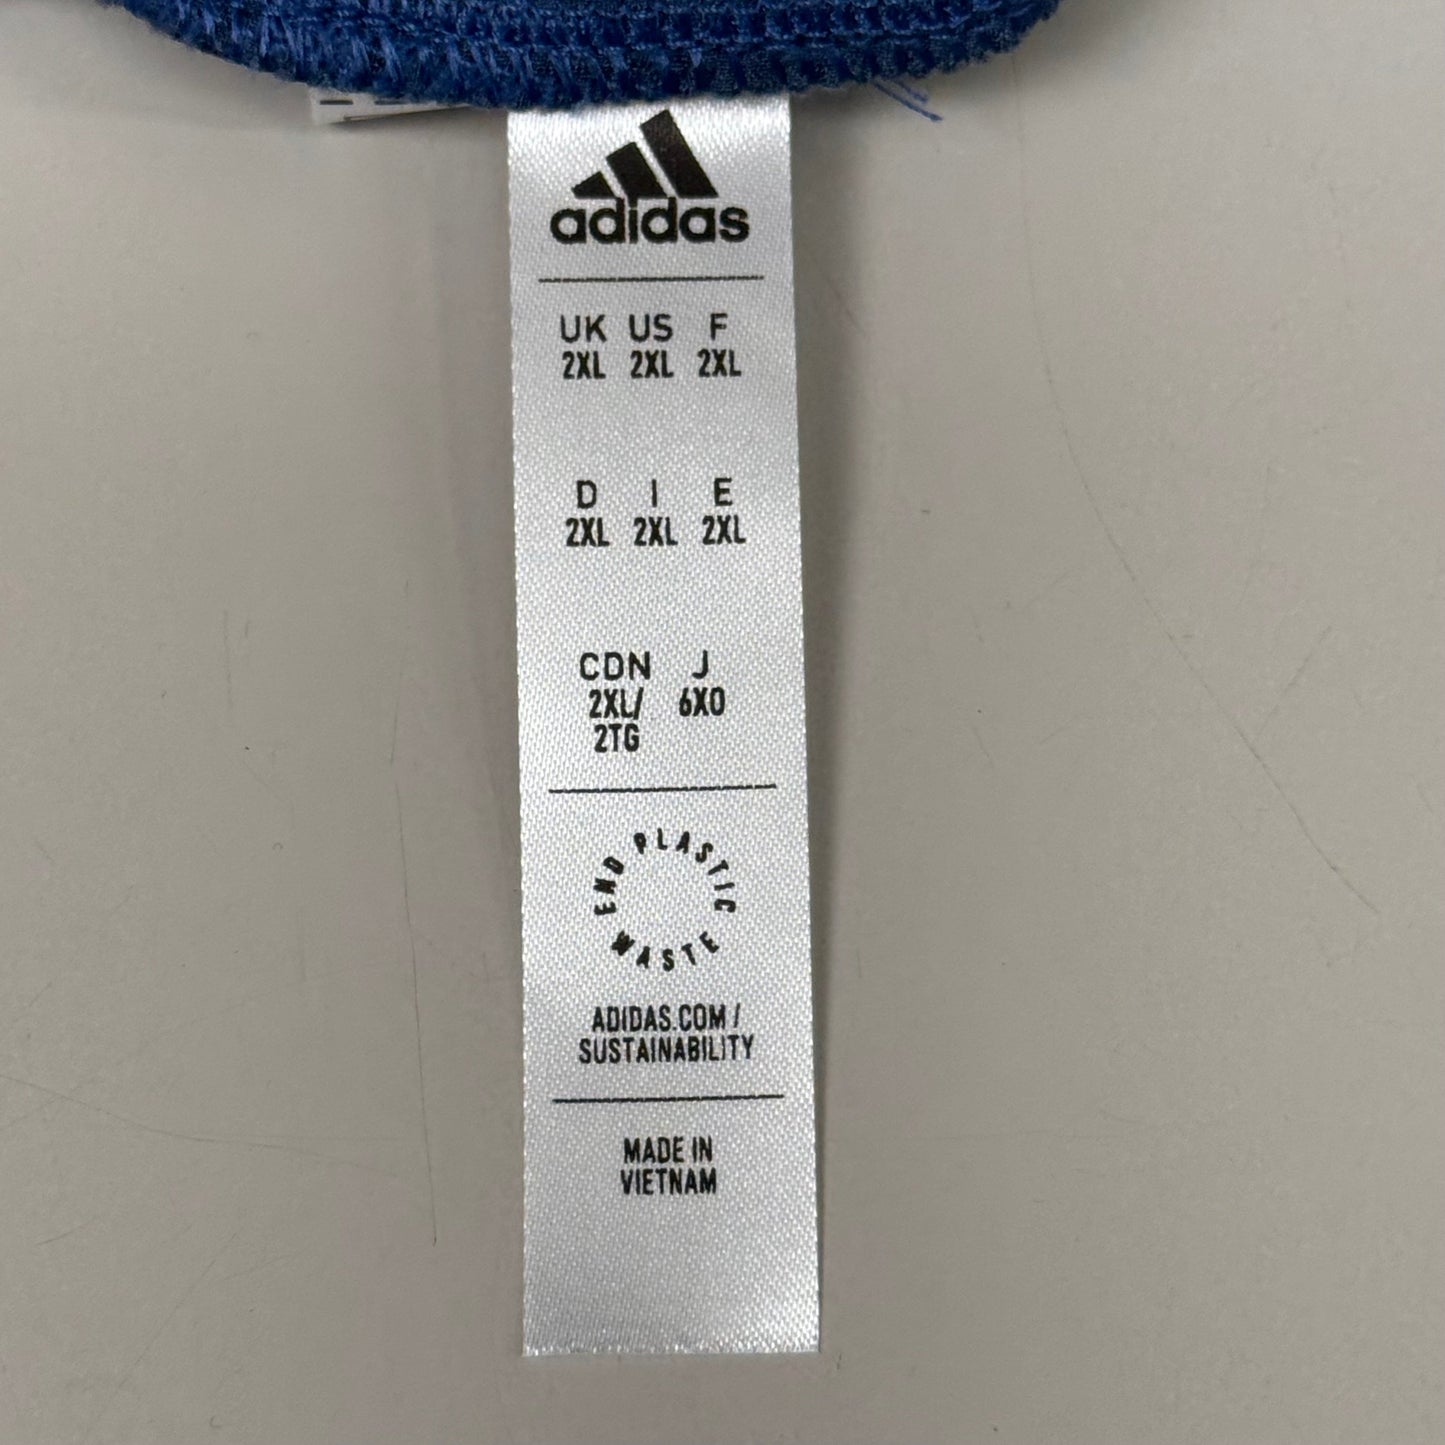 adidas
UK US F
2XL 2XL 2XL
D I E
2XL 2XL 2XL
CDN J
2XL/ 6XO
2TG
END PLASTIC WASTE
ADIDAS.COM /
SUSTAINABILITY
MADE IN
VIETNAM